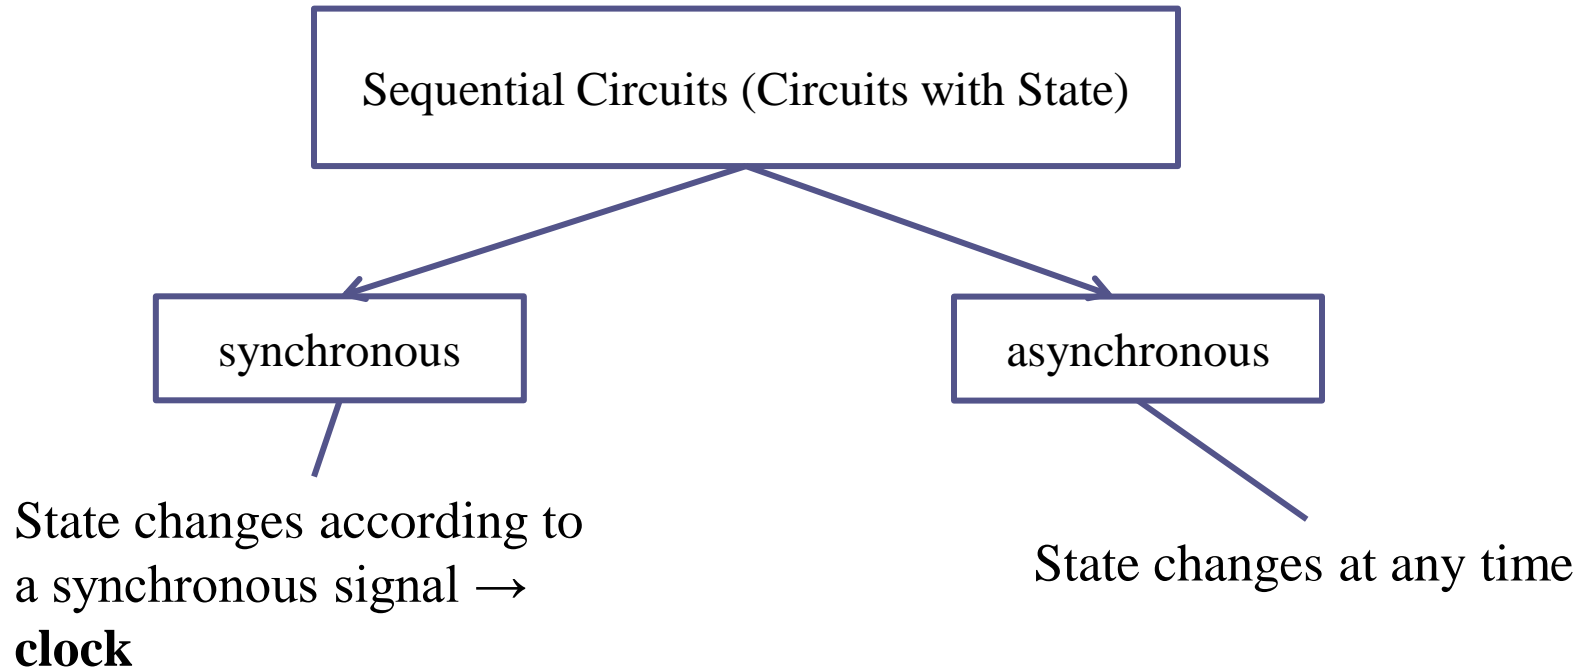 Sequential Circuits (Circuits with State)
synchronous
asynchronous
State changes according to
a synchronous signal →
clock
State changes at any time